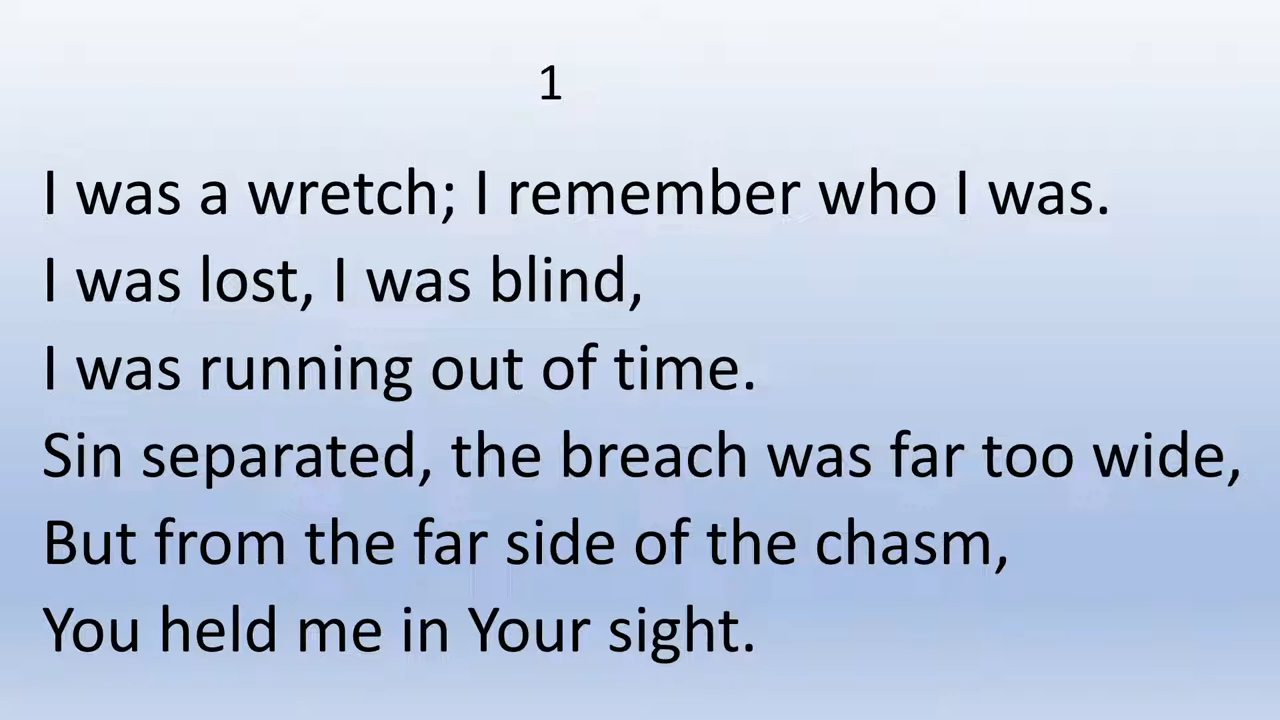 1
I was a wretch; I remember who I was.
I was lost, I was blind,
I was running out of time.
Sin separated, the breach was far too wide,
But from the far side of the chasm,
You held me in Your sight.